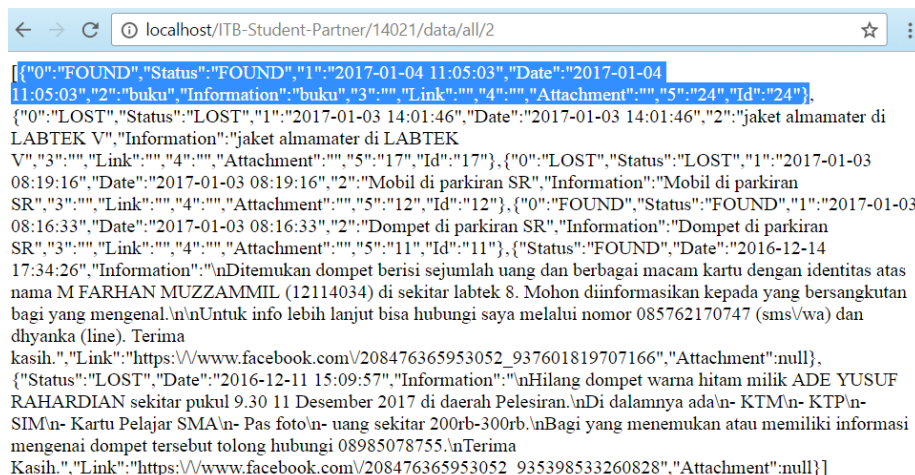 localhost/ITB-Student-Partner/14021/data/all/2
[{"0":"FOUND","Status":"FOUND","1":"2017-01-04 11:05:03","Date":"2017-01-04
11:05:03","2":"buku","Information":"buku","3":"","Link":"","4":"","Attachment":"","5":"24","Id":"24"},
{"0":"LOST","Status":"LOST","1":"2017-01-03 14:01:46","Date":"2017-01-03 14:01:46","2":"jaket almamater di
LABTEK V","Information":"jaket almamater di LABTEK
V","3":"","Link":"","4":"","Attachment":"","5":"17","Id":"17"},{"0":"LOST","Status":"LOST","1":"2017-01-03
08:19:16","Date":"2017-01-03 08:19:16","2":"Mobil di parkiran SR","Information":"Mobil di parkiran
SR","3":"","Link":"","4":"","Attachment":"","5":"12","Id":"12"},{"0":"FOUND","Status":"FOUND","1":"2017-01-03
08:16:33","Date":"2017-01-03 08:16:33","2":"Dompet di parkiran SR","Information":"Dompet di parkiran
SR","3":"","Link":"","4":"","Attachment":"","5":"11","Id":"11"},{"Status":"FOUND","Date":"2016-12-14
17:34:26","Information":"\nDitemukan dompet berisi sejumlah uang dan berbagai macam kartu dengan identitas atas
nama M FARHAN MUZZAMMIL (12114034) di sekitar labtek 8. Mohon diinformasikan kepada yang bersangkutan
bagi yang mengenal.\n\nUntuk info lebih lanjut bisa hubungi saya melalui nomor 085762170747 (sms\/wa) dan
dhyanka (line). Terima
kasih.","Link":"https:\/\/www.facebook.com\/208476365953052_937601819707166","Attachment":null},
{"Status":"LOST","Date":"2016-12-11 15:09:57","Information":"\nHilang dompet warna hitam milik ADE YUSUF
RAHARDIAN sekitar pukul 9.30 11 Desember 2017 di daerah Pelesiran.\nDi dalamnya ada\n- KTM\n- KTP\n-
SIM\n- Kartu Pelajar SMA\n- Pas foto\n- uang sekitar 200rb-300rb.\nBagi yang menemukan atau memiliki informasi
mengenai dompet tersebut tolong hubungi 08985078755.\nTerima
Kasih.","Link":"https:\/\/www.facebook.com\/208476365953052_935398533260828","Attachment":null}]